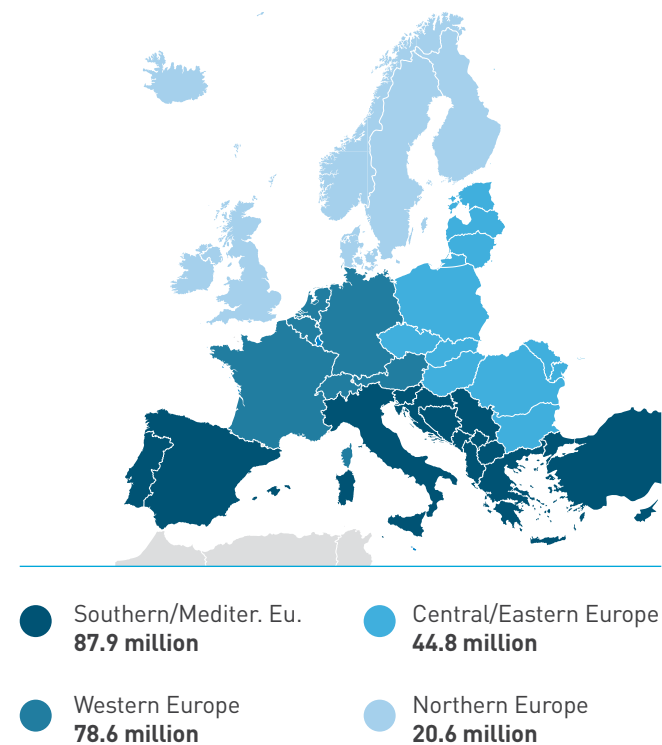 Southern/Mediter. Eu.
87.9 million
Central/Eastern Europe
44.8 million
Western Europe
78.6 million
Northern Europe
20.6 million